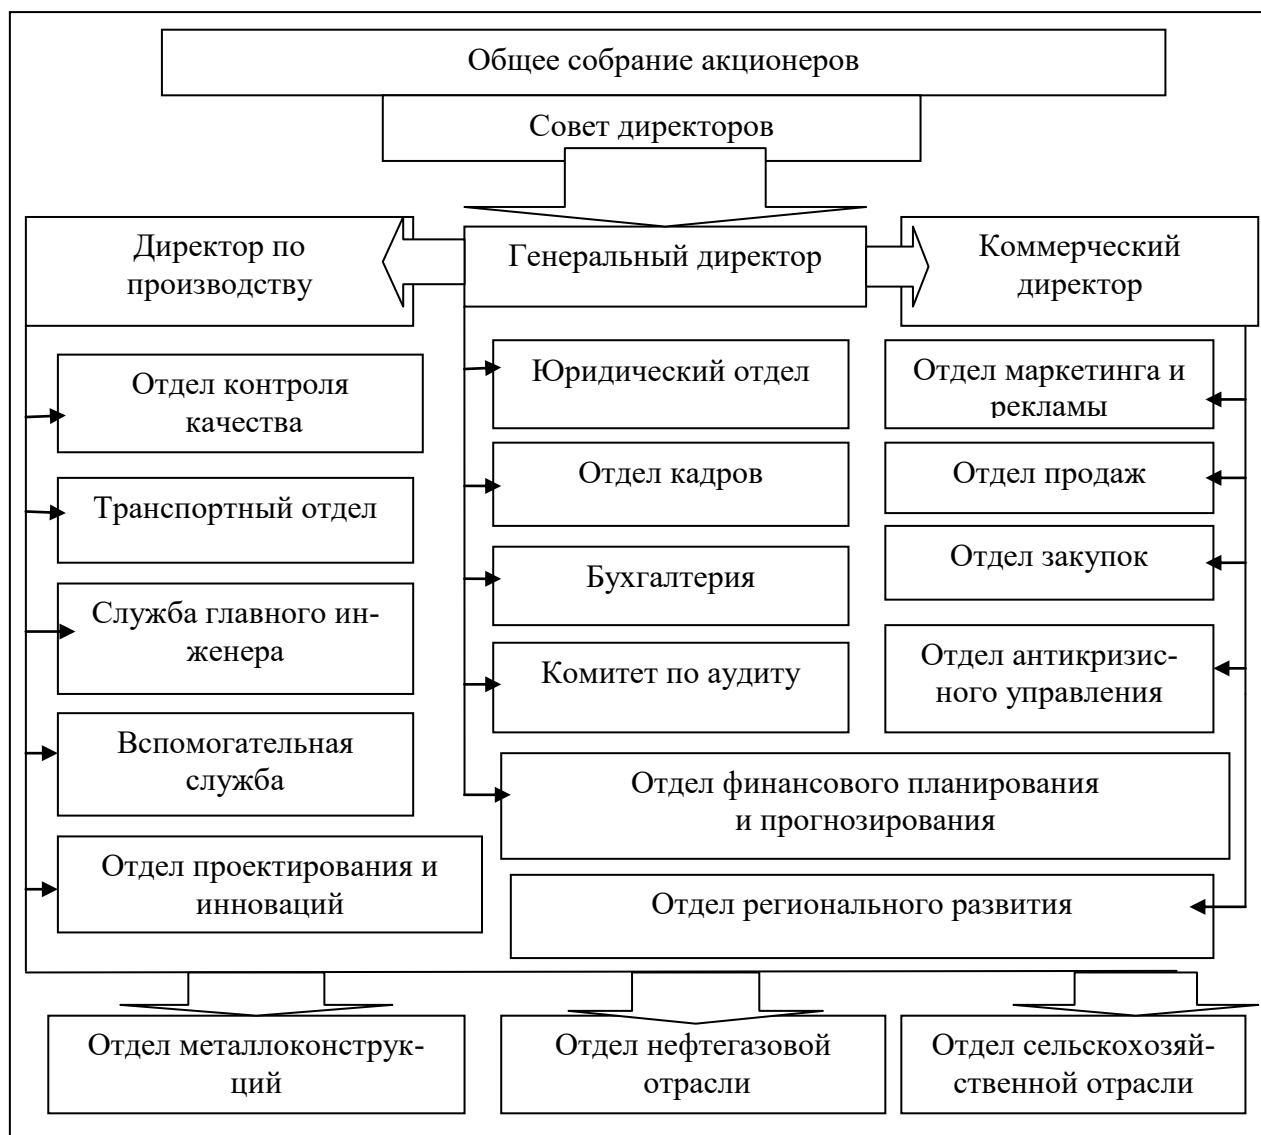 Общее собрание акционеров
Совет директоров
Директор по
производству
Генеральный директор
Коммерческий
директор
Отдел контроля
качества
Транспортный отдел
Служба главного ин-
женера
Вспомогательная
служба
Отдел проектирования и
инноваций
Юридический отдел
Отдел кадров
Бухгалтерия
Комитет по аудиту
Отдел финансового планирования
и прогнозирования
Отдел маркетинга и
рекламы
Отдел продаж
Отдел закупок
Отдел антикризис-
ного управления
Отдел регионального развития
Отдел металлоконструк-
ций
Отдел нефтегазовой
отрасли
Отдел сельскохозяй-
ственной отрасли